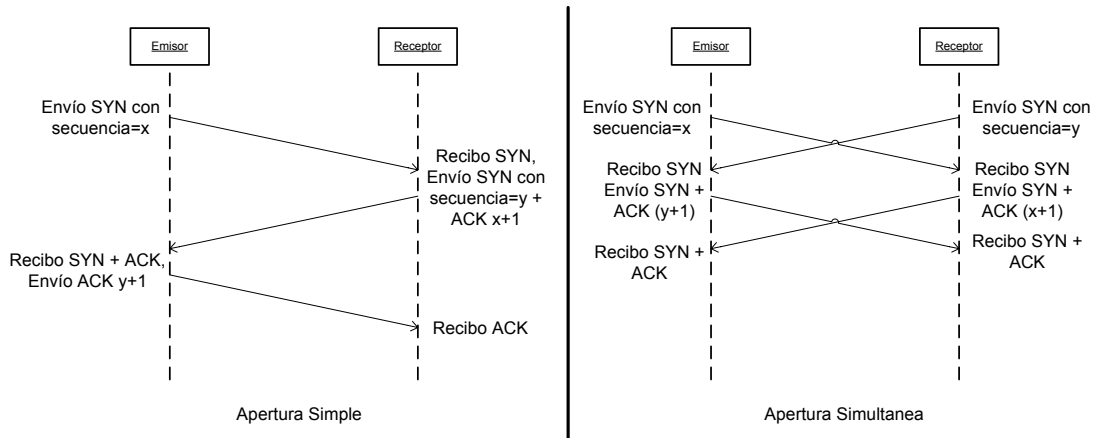 Emisor
Receptor
Envío SYN con
secuencia=x
Recibo SYN,
Envío SYN con
secuencia=y +
ACK x+1
Recibo SYN + ACK,
Envío ACK y+1
Recibo ACK
Apertura Simple
Emisor
Receptor
Envío SYN con
secuencia=x
Envío SYN con
secuencia=y
Recibo SYN
Envío SYN +
ACK (y+1)
Recibo SYN
Envío SYN +
ACK (x+1)
Recibo SYN +
ACK
Recibo SYN +
ACK
Apertura Simultanea